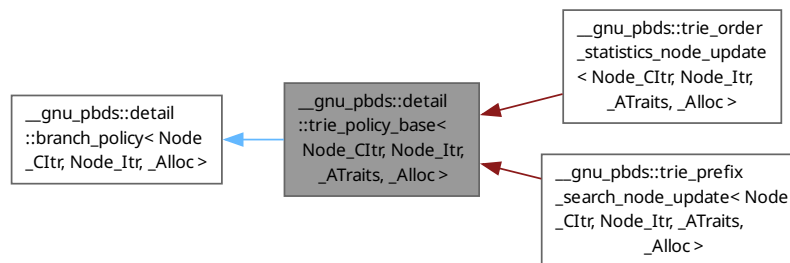 __gnu_pbds::detail
::branch_policy< Node
_CItr, Node_Itr, _Alloc >
__gnu_pbds::detail
::trie_policy_base<
Node_CItr, Node_Itr,
_ATraits, _Alloc >
__gnu_pbds::trie_order
_statistics_node_update
< Node_CItr, Node_Itr,
_ATraits, _Alloc >
__gnu_pbds::trie_prefix
_search_node_update< Node
_CItr, Node_Itr, _ATraits,
_Alloc >